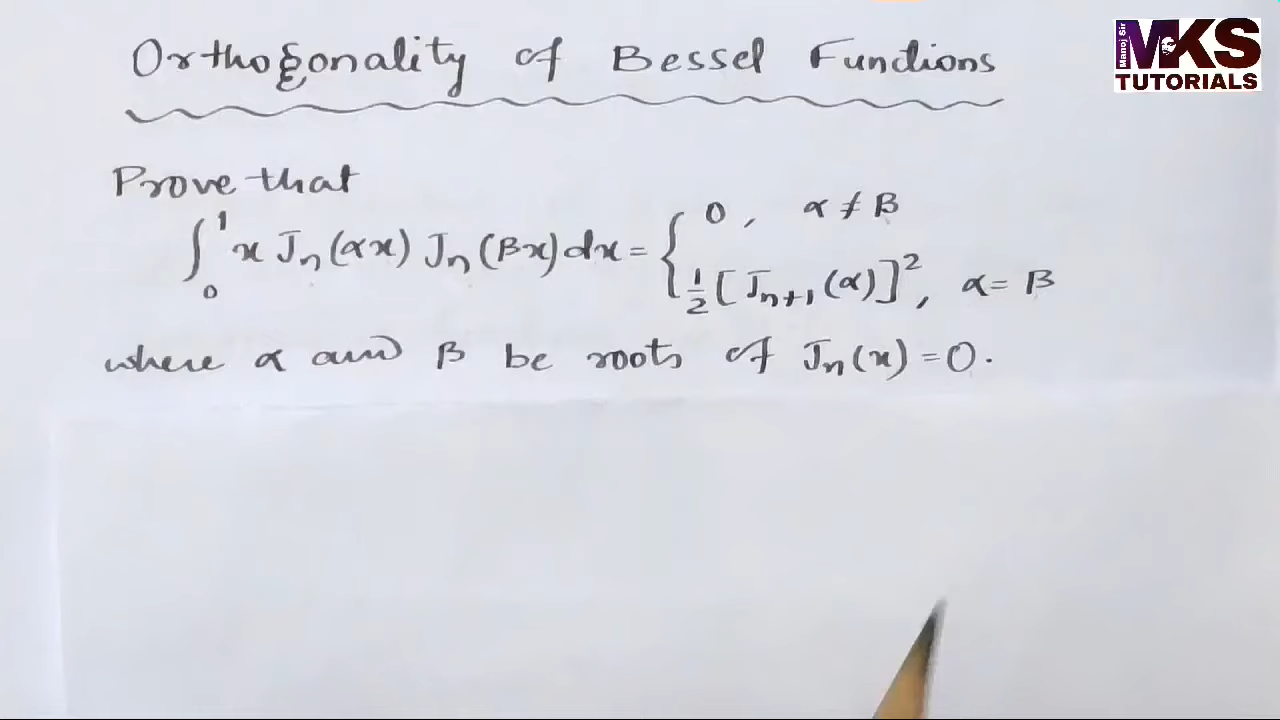 Orthogonality of Bessel Functions
Manoj Sir
MKS
TUTORIALS
Prove that
∫₀¹ x Jₙ(αx) Jₙ(βx) dx = { 0, α ≠ β
½ [Jₙ₊₁(α)]², α = β
where α and β be roots of Jₙ(x) = 0.